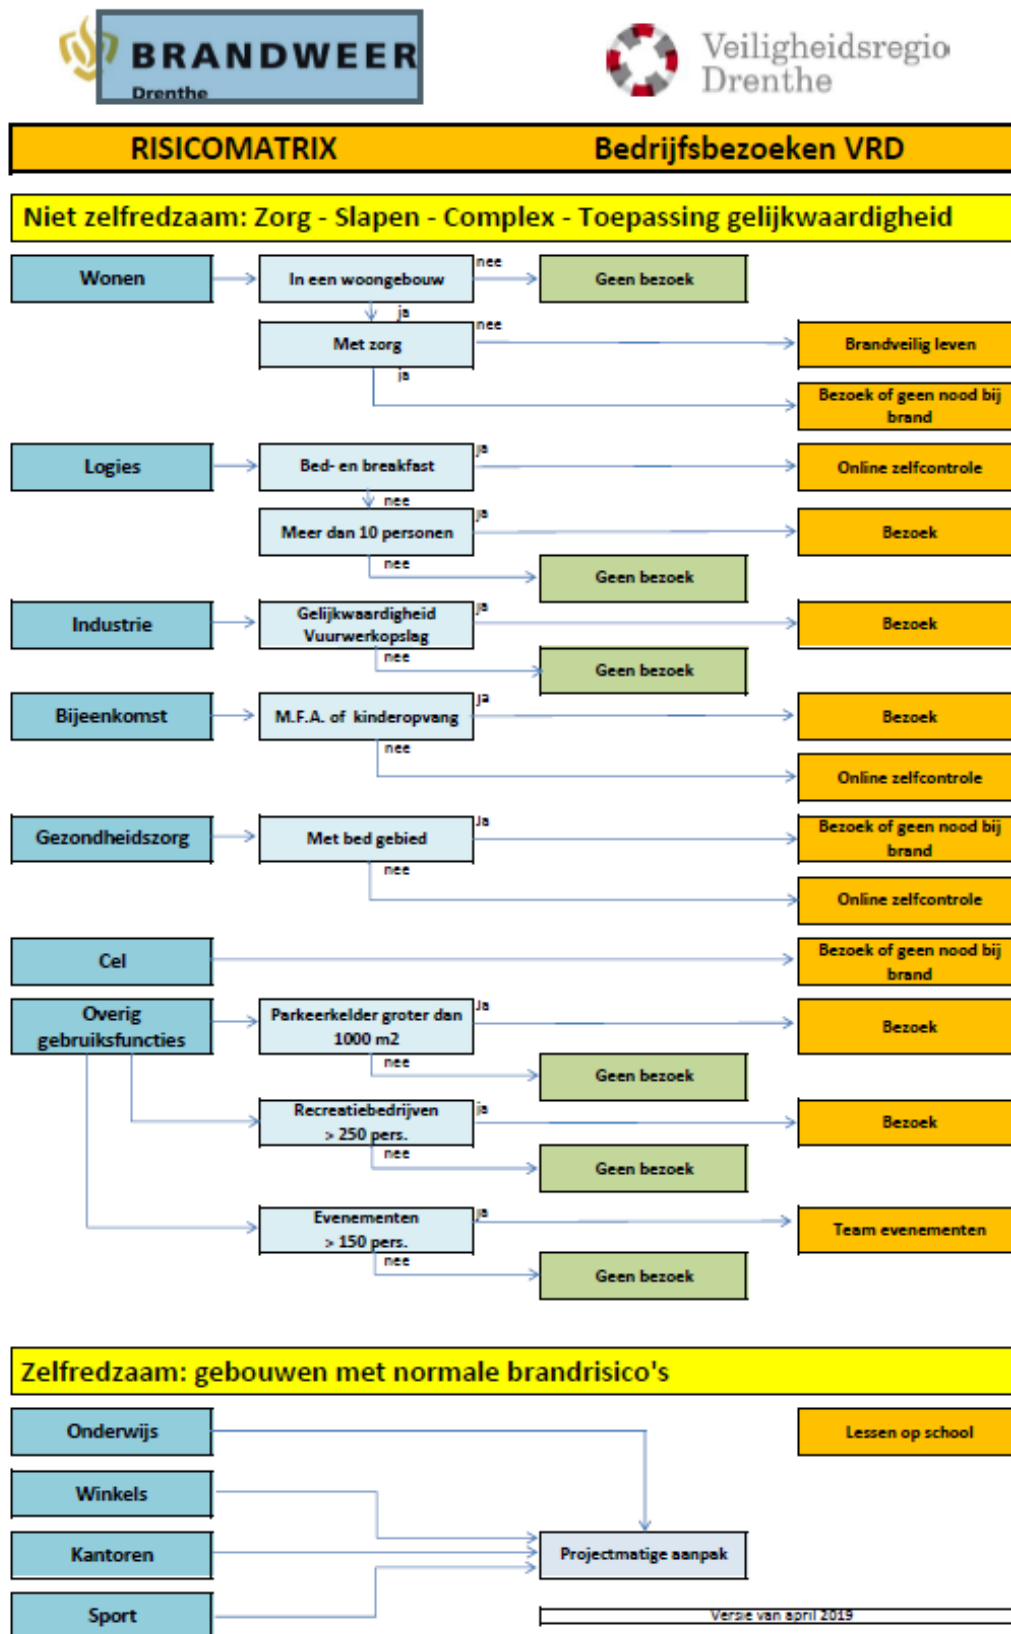 BRANDWEER
Drenthe
Veiligheidsregio
Drenthe
RISICOMATRIX Bedrijfsbezoeken VRD
Niet zelfredzaam: Zorg - Slapen - Complex - Toepassing gelijkwaardigheid
Wonen
In een woongebouw
nee
Geen bezoek
ja
Met zorg
nee
Brandveilig leven
ja
Bezoek of geen nood bij
brand
Logies
Bed- en breakfast
ja
Online zelfcontrole
nee
Meer dan 10 personen
ja
Bezoek
nee
Geen bezoek
Industrie
Gelijkwaardigheid
Vuurwerkopslag
ja
Bezoek
nee
Geen bezoek
Bijeenkomst
M.F.A. of kinderopvang
ja
Bezoek
nee
Online zelfcontrole
Gezondheidszorg
Met bed gebied
Ja
Bezoek of geen nood bij
brand
nee
Online zelfcontrole
Cel
Bezoek of geen nood bij
brand
Overig
gebruiksfuncties
Parkeerkelder groter dan
1000 m2
Ja
Bezoek
nee
Geen bezoek
Recreatiebedrijven
> 250 pers.
ja
Bezoek
nee
Geen bezoek
Evenementen
> 150 pers.
ja
Team evenementen
nee
Geen bezoek
Zelfredzaam: gebouwen met normale brandrisico's
Onderwijs
Lessen op school
Winkels
Kantoren
Projectmatige aanpak
Sport
Versie van april 2019